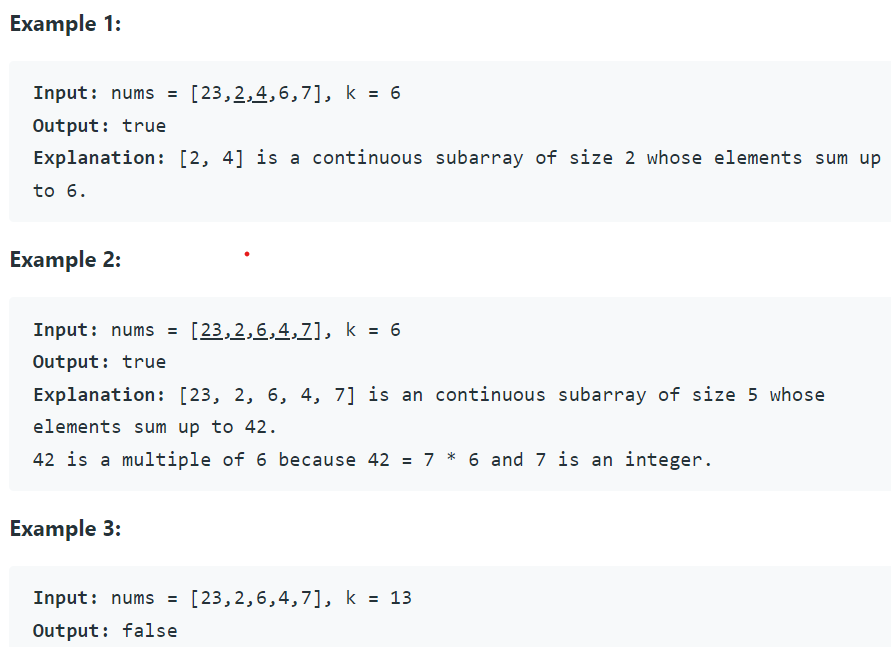 Example 1:
Input: nums = [23,2,4,6,7], k = 6
Output: true
Explanation: [2, 4] is a continuous subarray of size 2 whose elements sum up
to 6.
Example 2:
Input: nums = [23,2,6,4,7], k = 6
Output: true
Explanation: [23, 2, 6, 4, 7] is an continuous subarray of size 5 whose
elements sum up to 42.
42 is a multiple of 6 because 42 = 7 * 6 and 7 is an integer.
Example 3:
Input: nums = [23,2,6,4,7], k = 13
Output: false